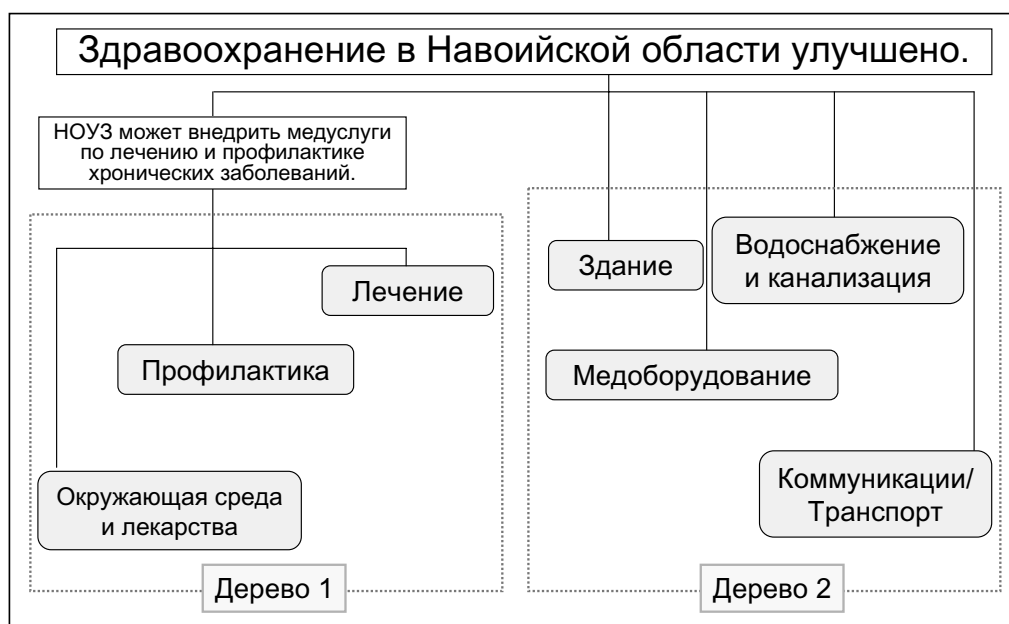 Здравоохранение в Навоийской области улучшено.
НОУЗ может внедрить медуслуги
по лечению и профилактике
хронических заболеваний.
Лечение
Профилактика
Окружающая среда
и лекарства
Дерево 1
Здание
Водоснабжение
и канализация
Медоборудование
Коммуникации/
Транспорт
Дерево 2